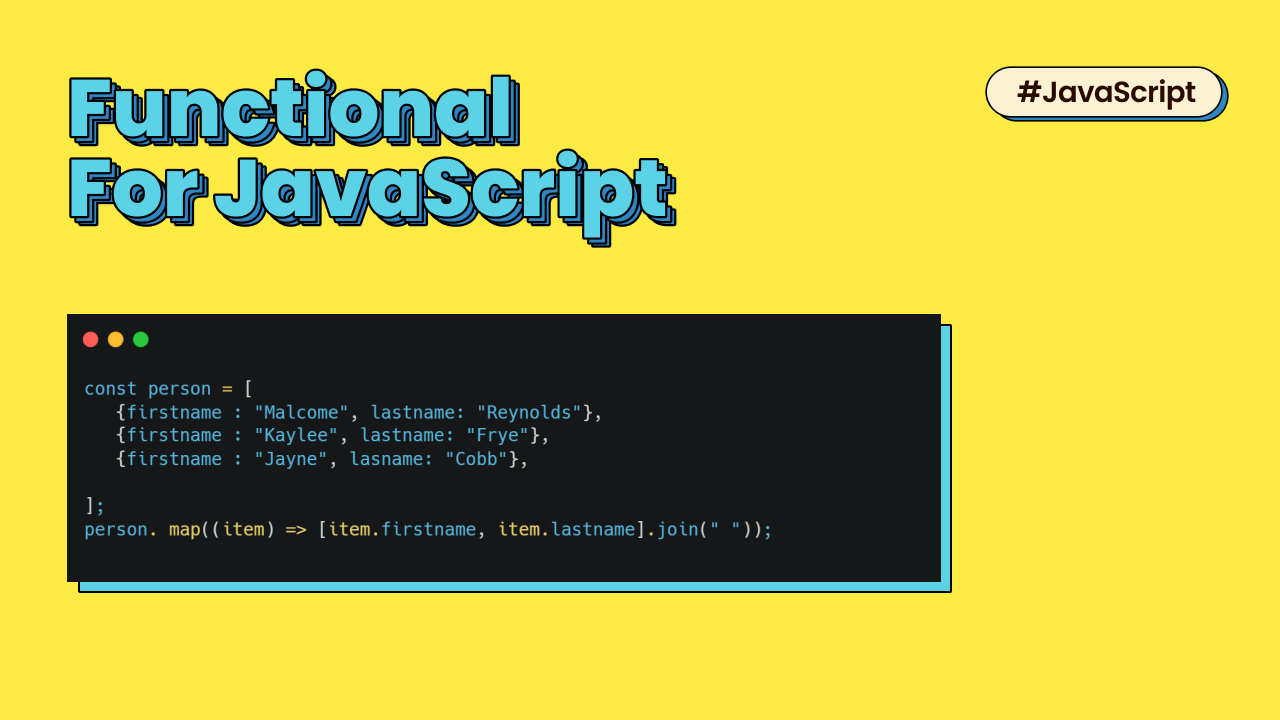 Functional
For JavaScript
#JavaScript
const person = [
{firstname : "Malcome", lastname: "Reynolds"},
{firstname : "Kaylee", lastname: "Frye"},
{firstname : "Jayne", lasname: "Cobb"},
];
person. map((item) => [item.firstname, item.lastname].join(" "));